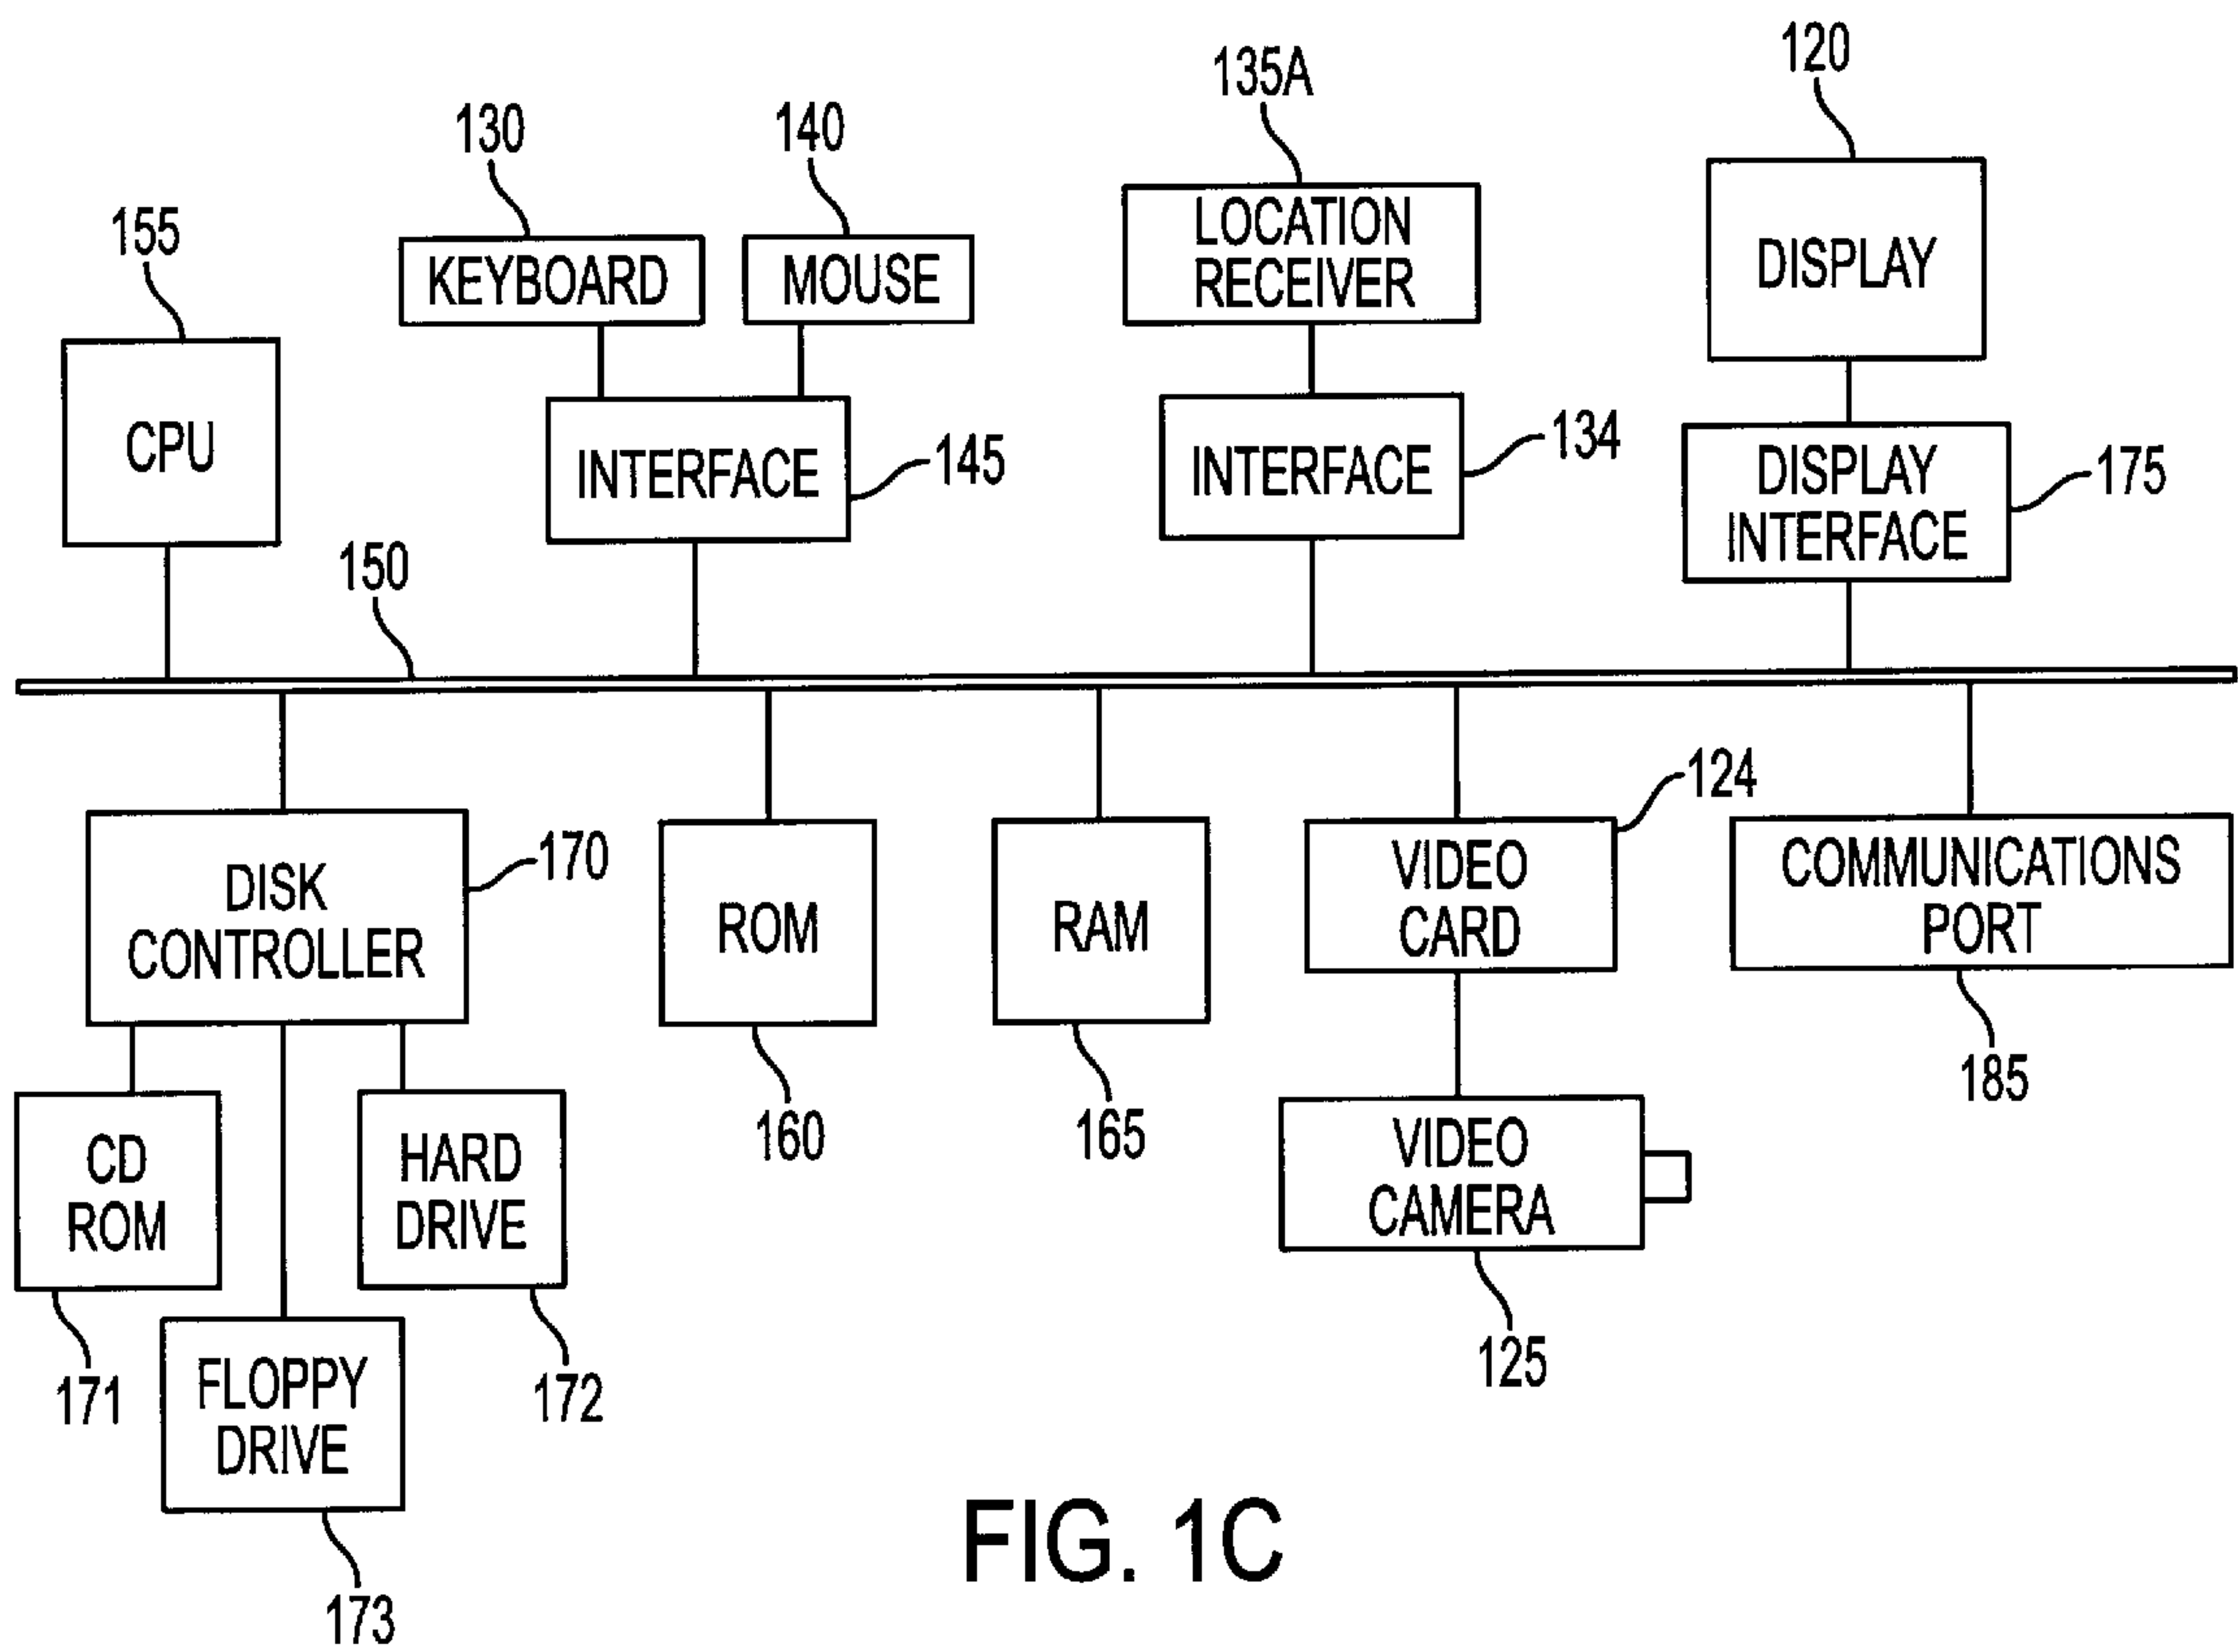 120
135A
130
140
LOCATION
RECEIVER
DISPLAY
155
KEYBOARD
MOUSE
CPU
INTERFACE
145
INTERFACE
134
DISPLAY
INTERFACE
175
150
124
DISK
CONTROLLER
170
ROM
RAM
VIDEO
CARD
COMMUNICATIONS
PORT
185
160
165
CD
ROM
HARD
DRIVE
VIDEO
CAMERA
171
FLOPPY
DRIVE
172
125
173
FIG. 1C